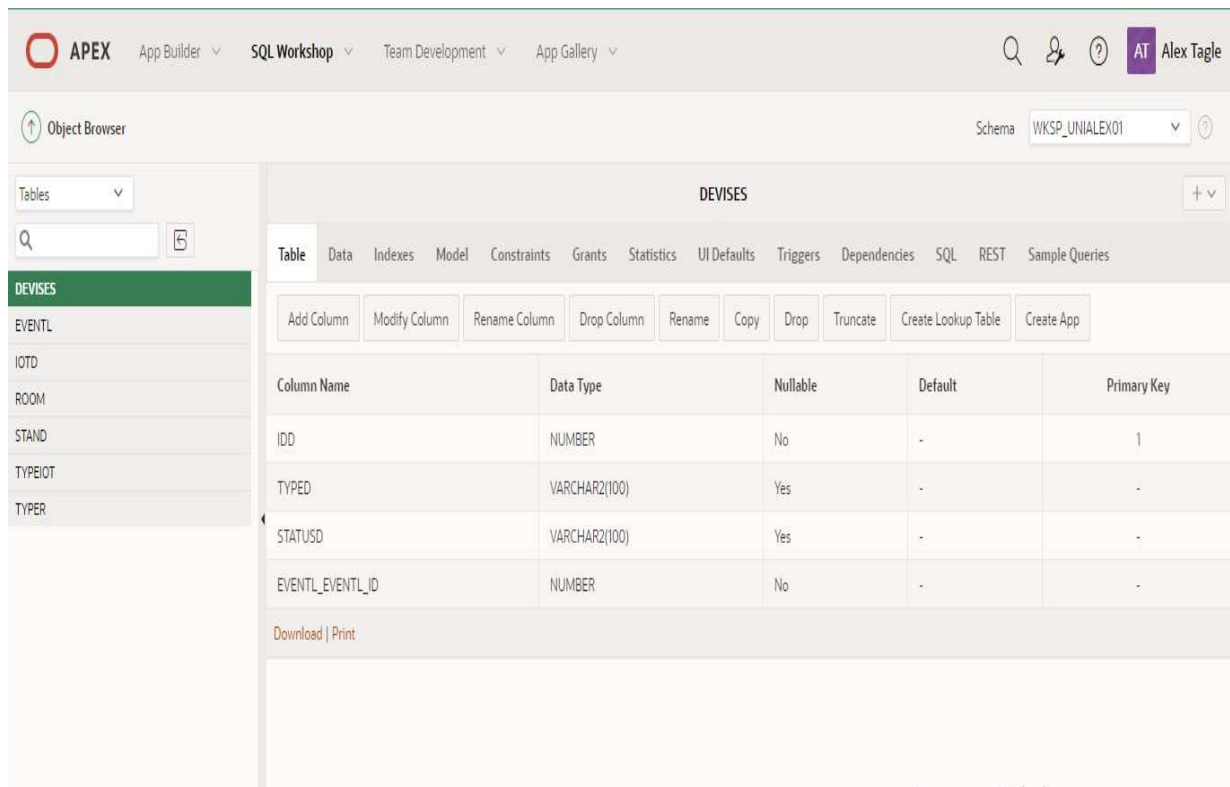 APEX App Builder SQL Workshop Team Development App Gallery AT Alex Tagle
Object Browser Schema WKSP_UNIALEX01
Tables
DEVISES
EVENTL
IOTD
ROOM
STAND
TYPEIOT
TYPER
DEVISES
Table Data Indexes Model Constraints Grants Statistics UI Defaults Triggers Dependencies SQL REST Sample Queries
Add Column Modify Column Rename Column Drop Column Rename Copy Drop Truncate Create Lookup Table Create App
Column Name Data Type Nullable Default Primary Key
IDD NUMBER No - 1
TYPED VARCHAR2(100) Yes - -
STATUSD VARCHAR2(100) Yes - -
EVENTL_EVENTL_ID NUMBER No - -
Download | Print